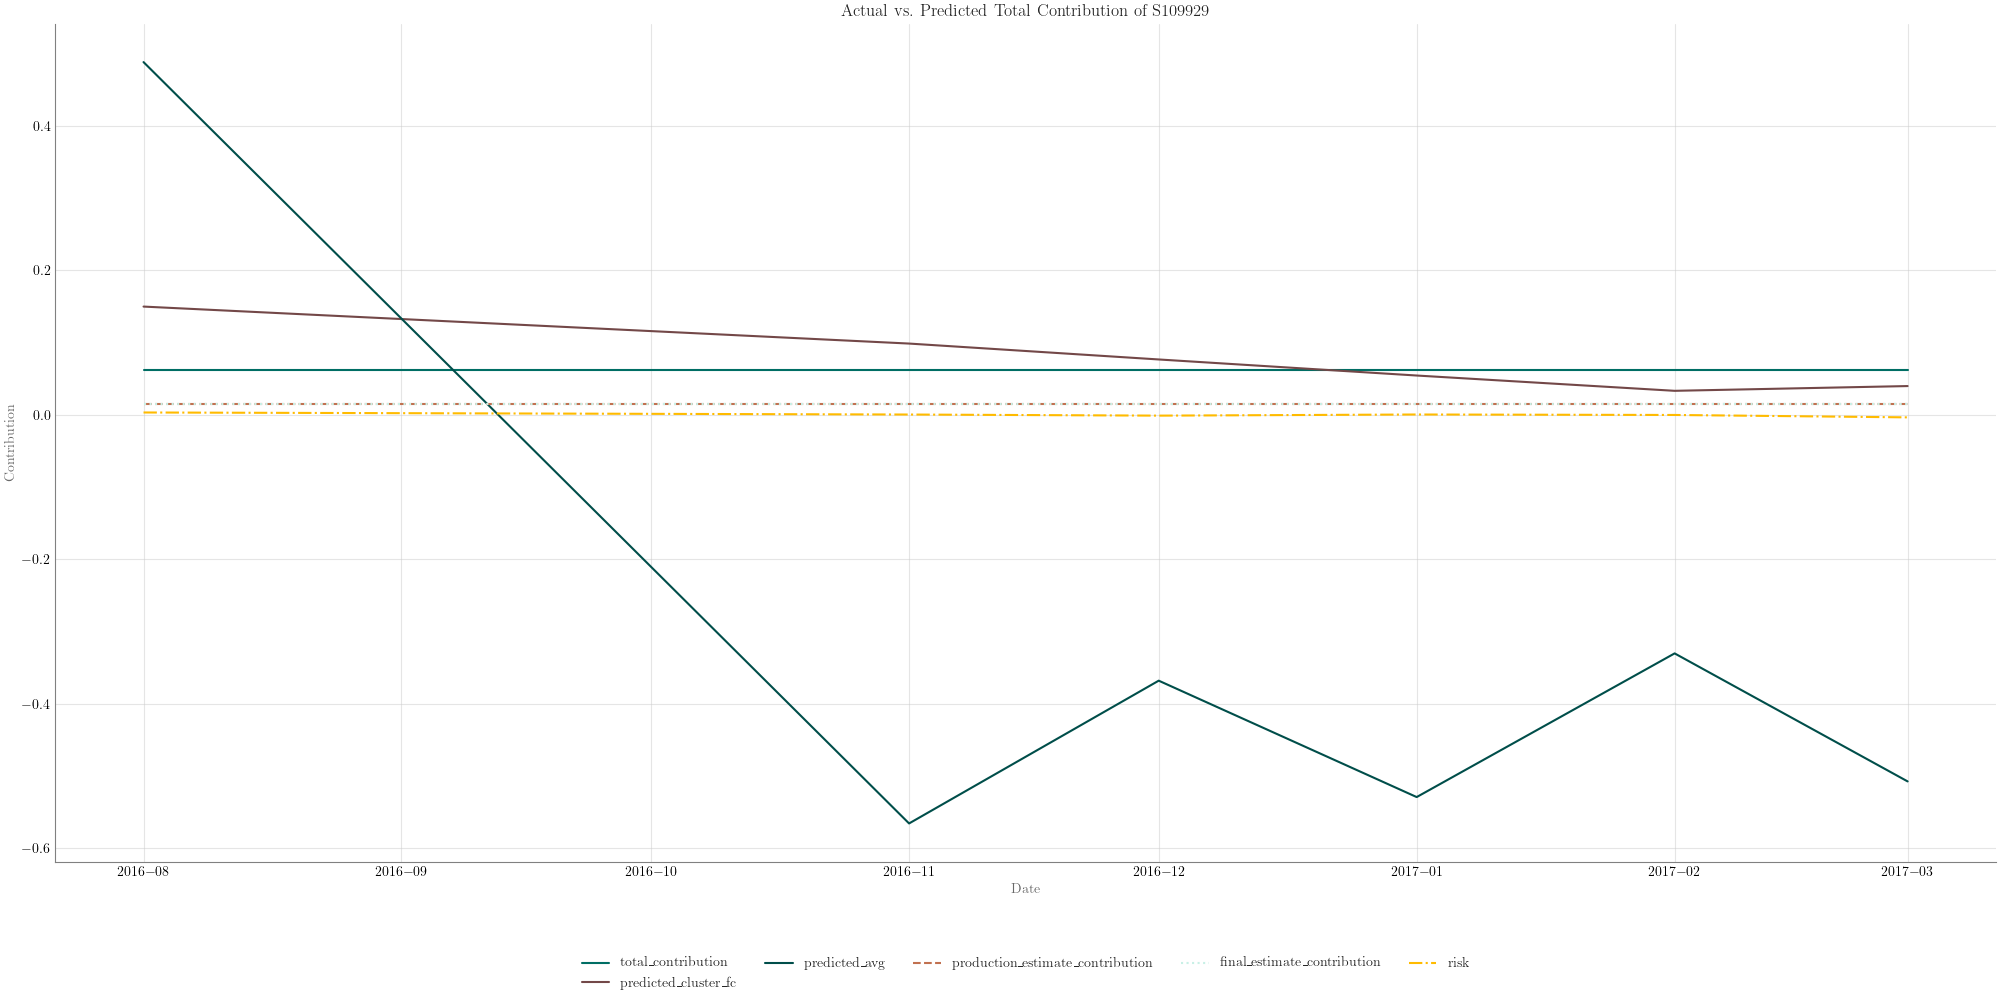 Actual vs. Predicted Total Contribution of S109929
Contribution
0.4
0.2
0.0
−0.2
−0.4
−0.6
2016−08 2016−09 2016−10 2016−11 2016−12 2017−01 2017−02 2017−03
Date
total_contribution predicted_avg production_estimate_contribution final_estimate_contribution risk
predicted_cluster_fc